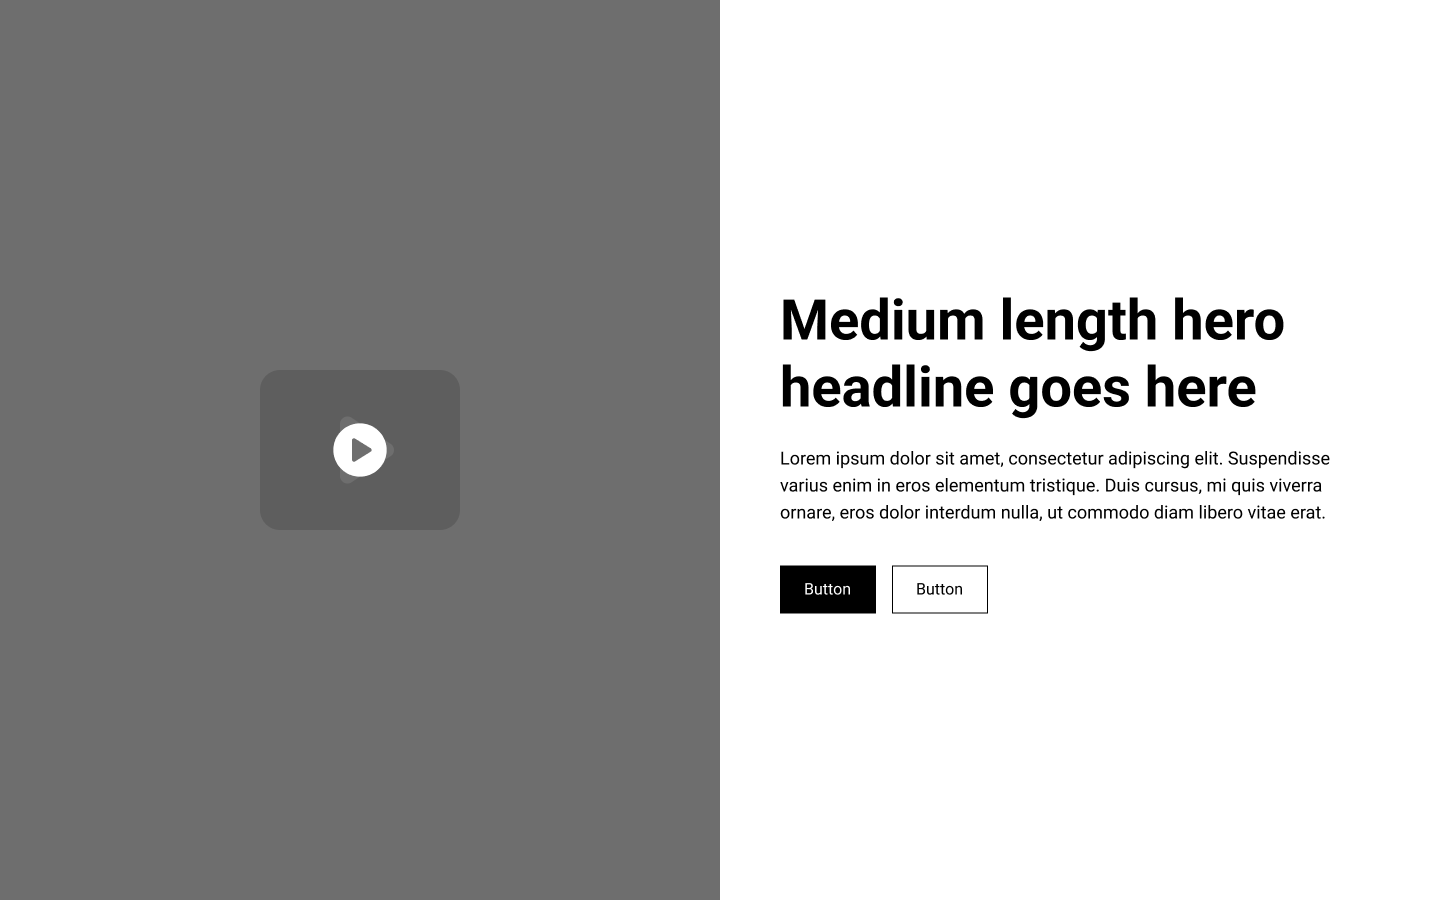 Medium length hero
headline goes here
Lorem ipsum dolor sit amet, consectetur adipiscing elit. Suspendisse
varius enim in eros elementum tristique. Duis cursus, mi quis viverra
ornare, eros dolor interdum nulla, ut commodo diam libero vitae erat.
Button
Button